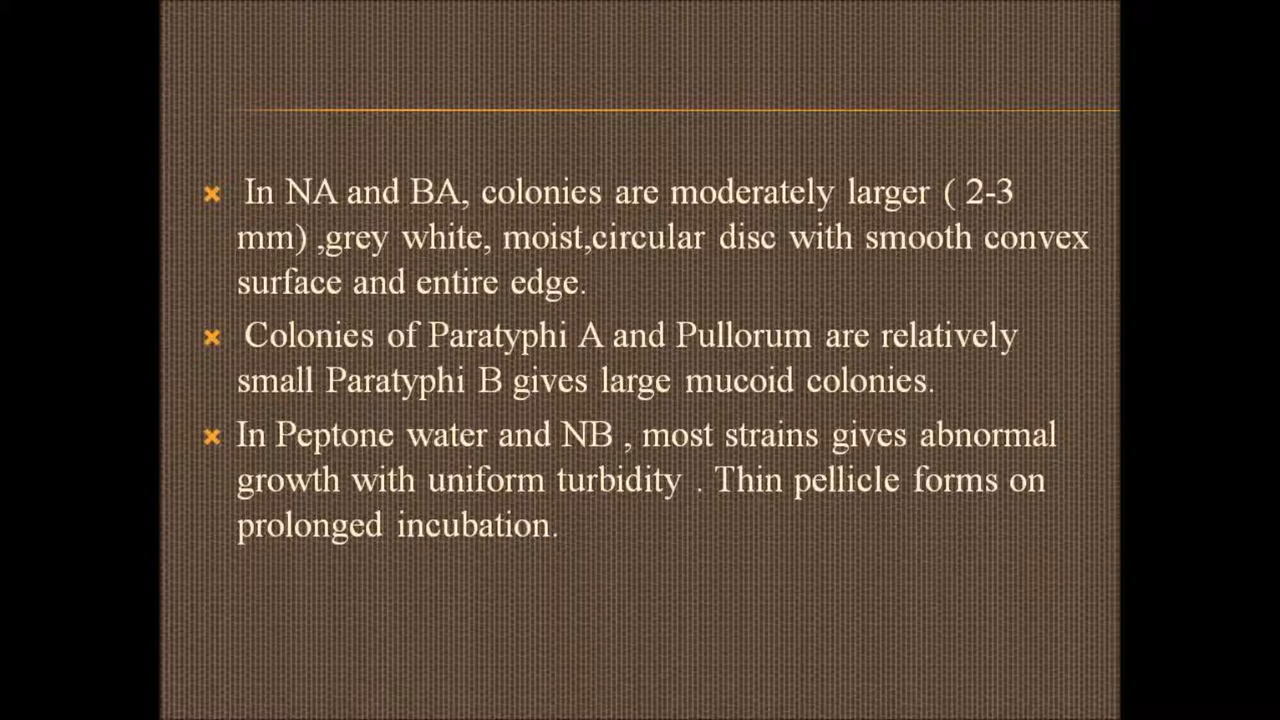 In NA and BA, colonies are moderately larger ( 2-3
mm) ,grey white, moist,circular disc with smooth convex
surface and entire edge.
Colonies of Paratyphi A and Pullorum are relatively
small Paratyphi B gives large mucoid colonies.
In Peptone water and NB , most strains gives abnormal
growth with uniform turbidity . Thin pellicle forms on
prolonged incubation.